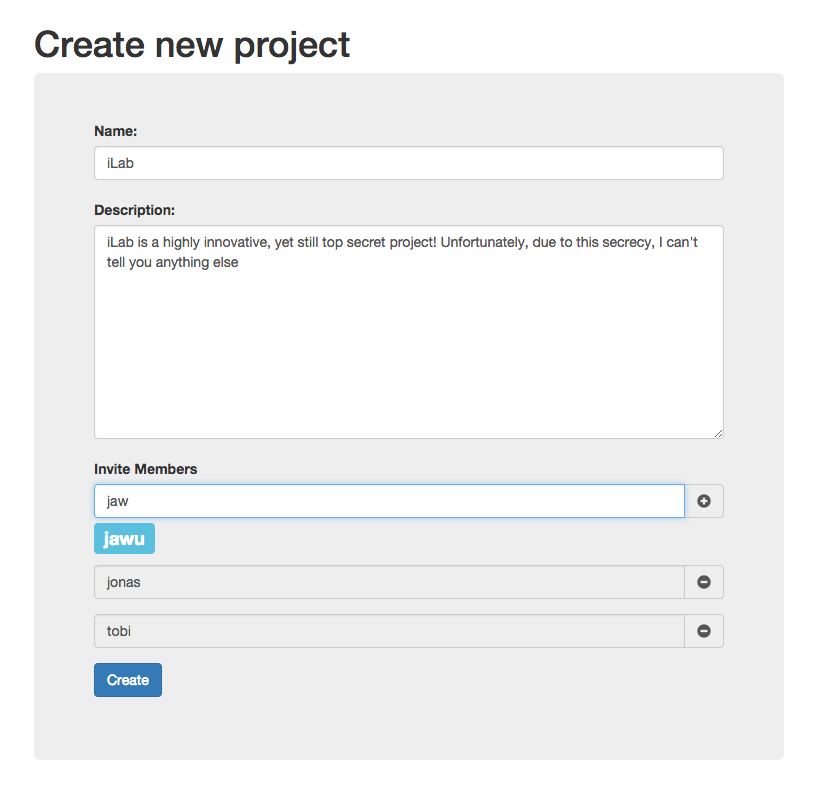 Create new project
Name:
iLab
Description:
iLab is a highly innovative, yet still top secret project! Unfortunately, due to this secrecy, I can't
tell you anything else
Invite Members
jaw
jawu
jonas
tobi
Create